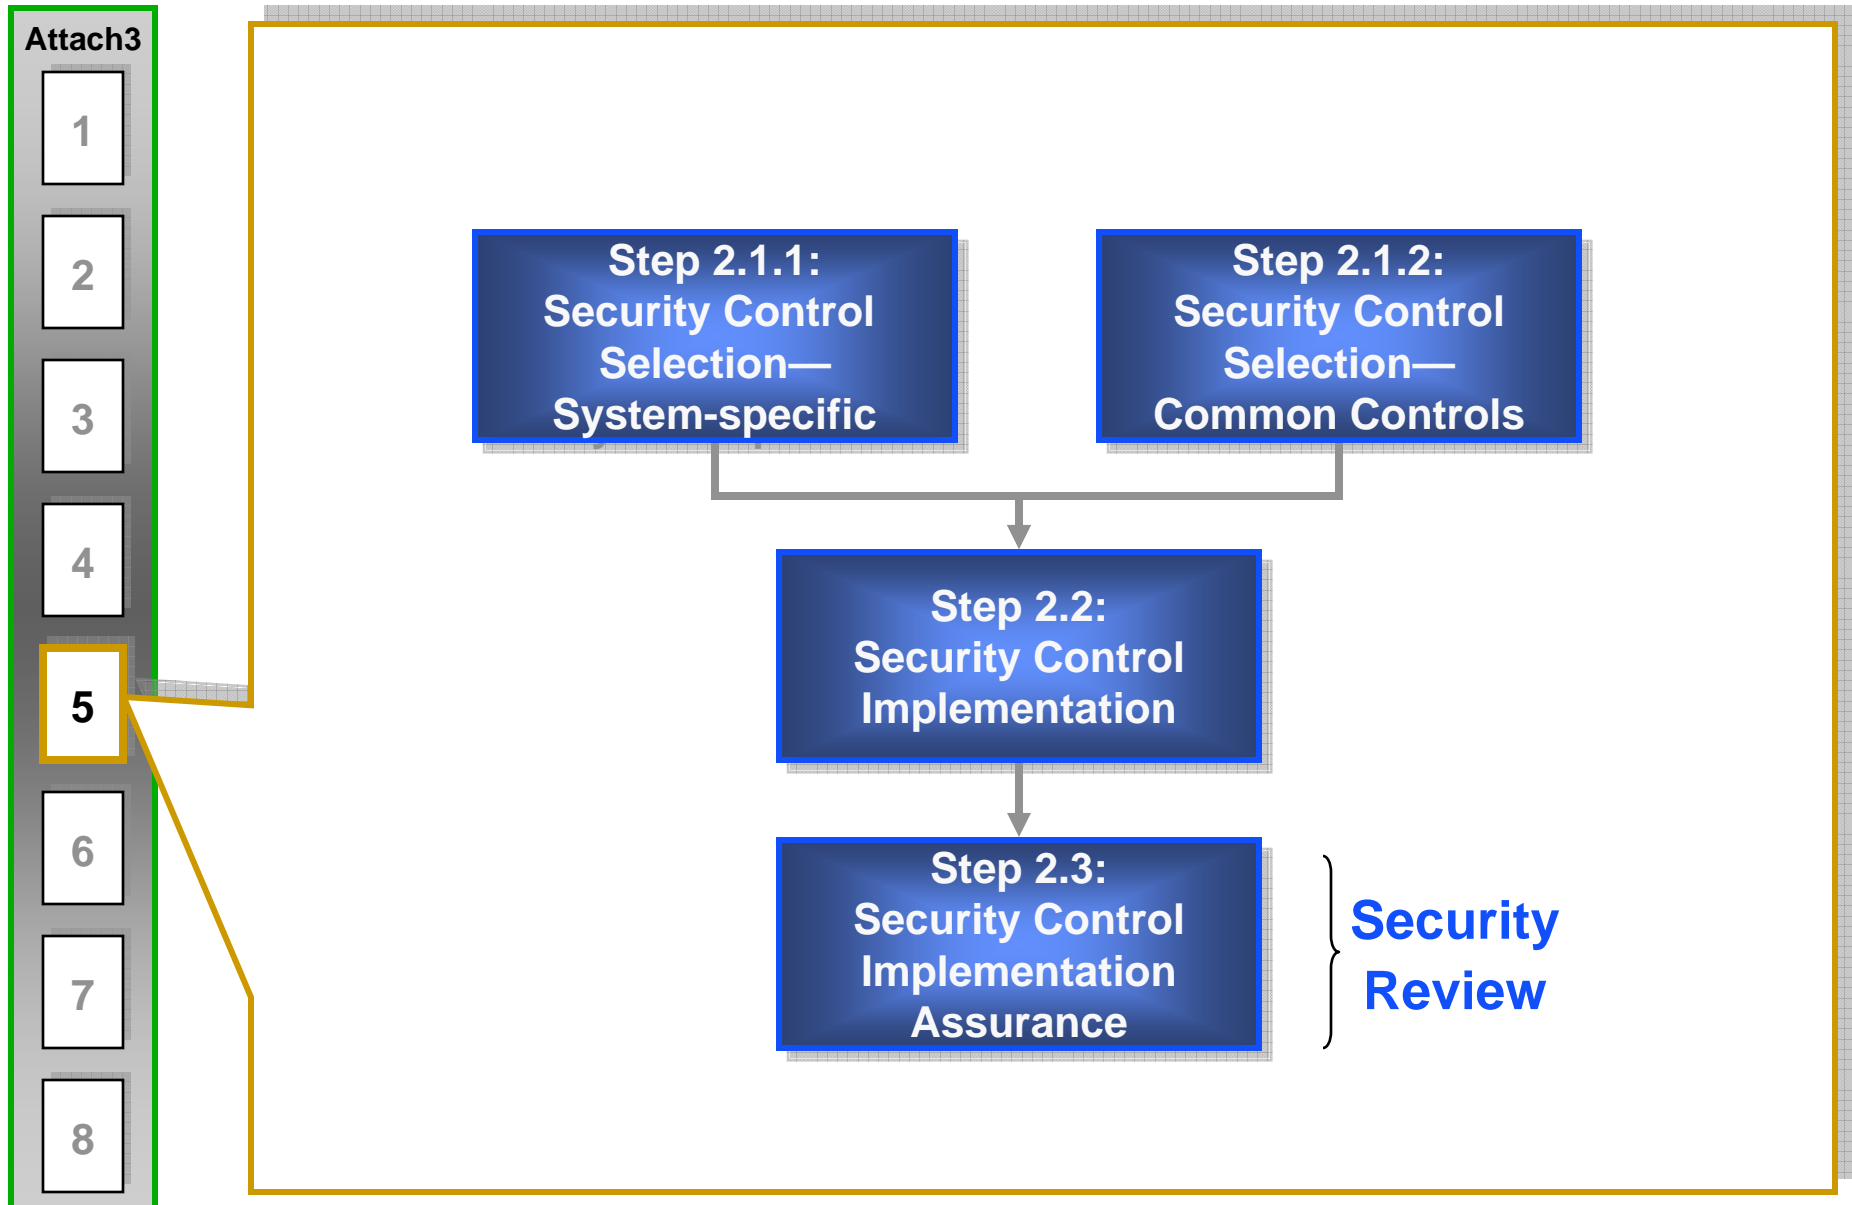 Attach3
1
2
3
4
5
6
7
8
Step 2.1.1:
Security Control
Selection—
System-specific
Step 2.1.2:
Security Control
Selection—
Common Controls
Step 2.2:
Security Control
Implementation
Step 2.3:
Security Control
Implementation
Assurance
Security
Review